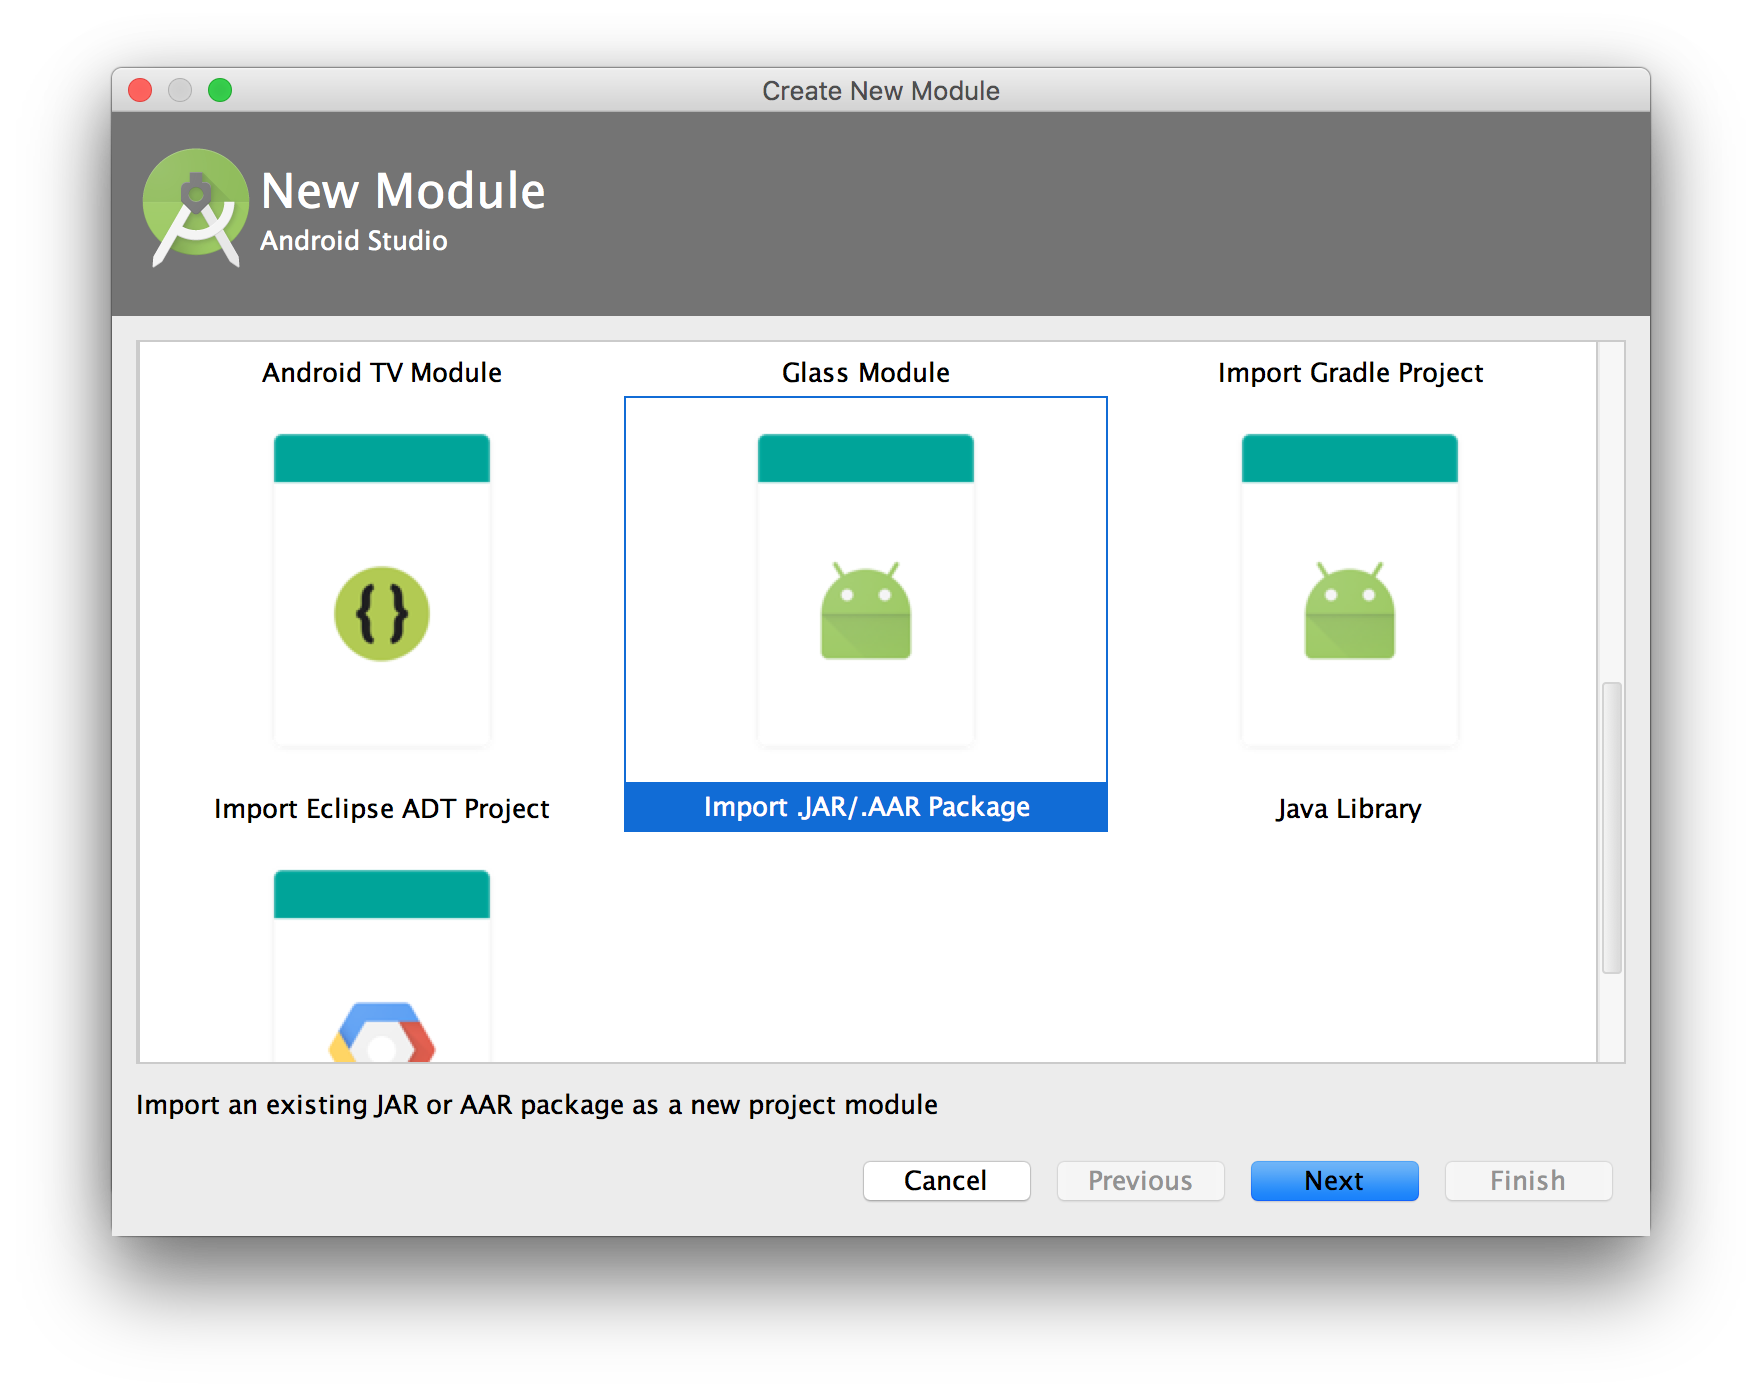 Create New Module
New Module
Android Studio
Android TV Module
Glass Module
Import Gradle Project
{}
Import Eclipse ADT Project
Import .JAR/.AAR Package
Java Library
Import an existing JAR or AAR package as a new project module
Cancel
Previous
Next
Finish